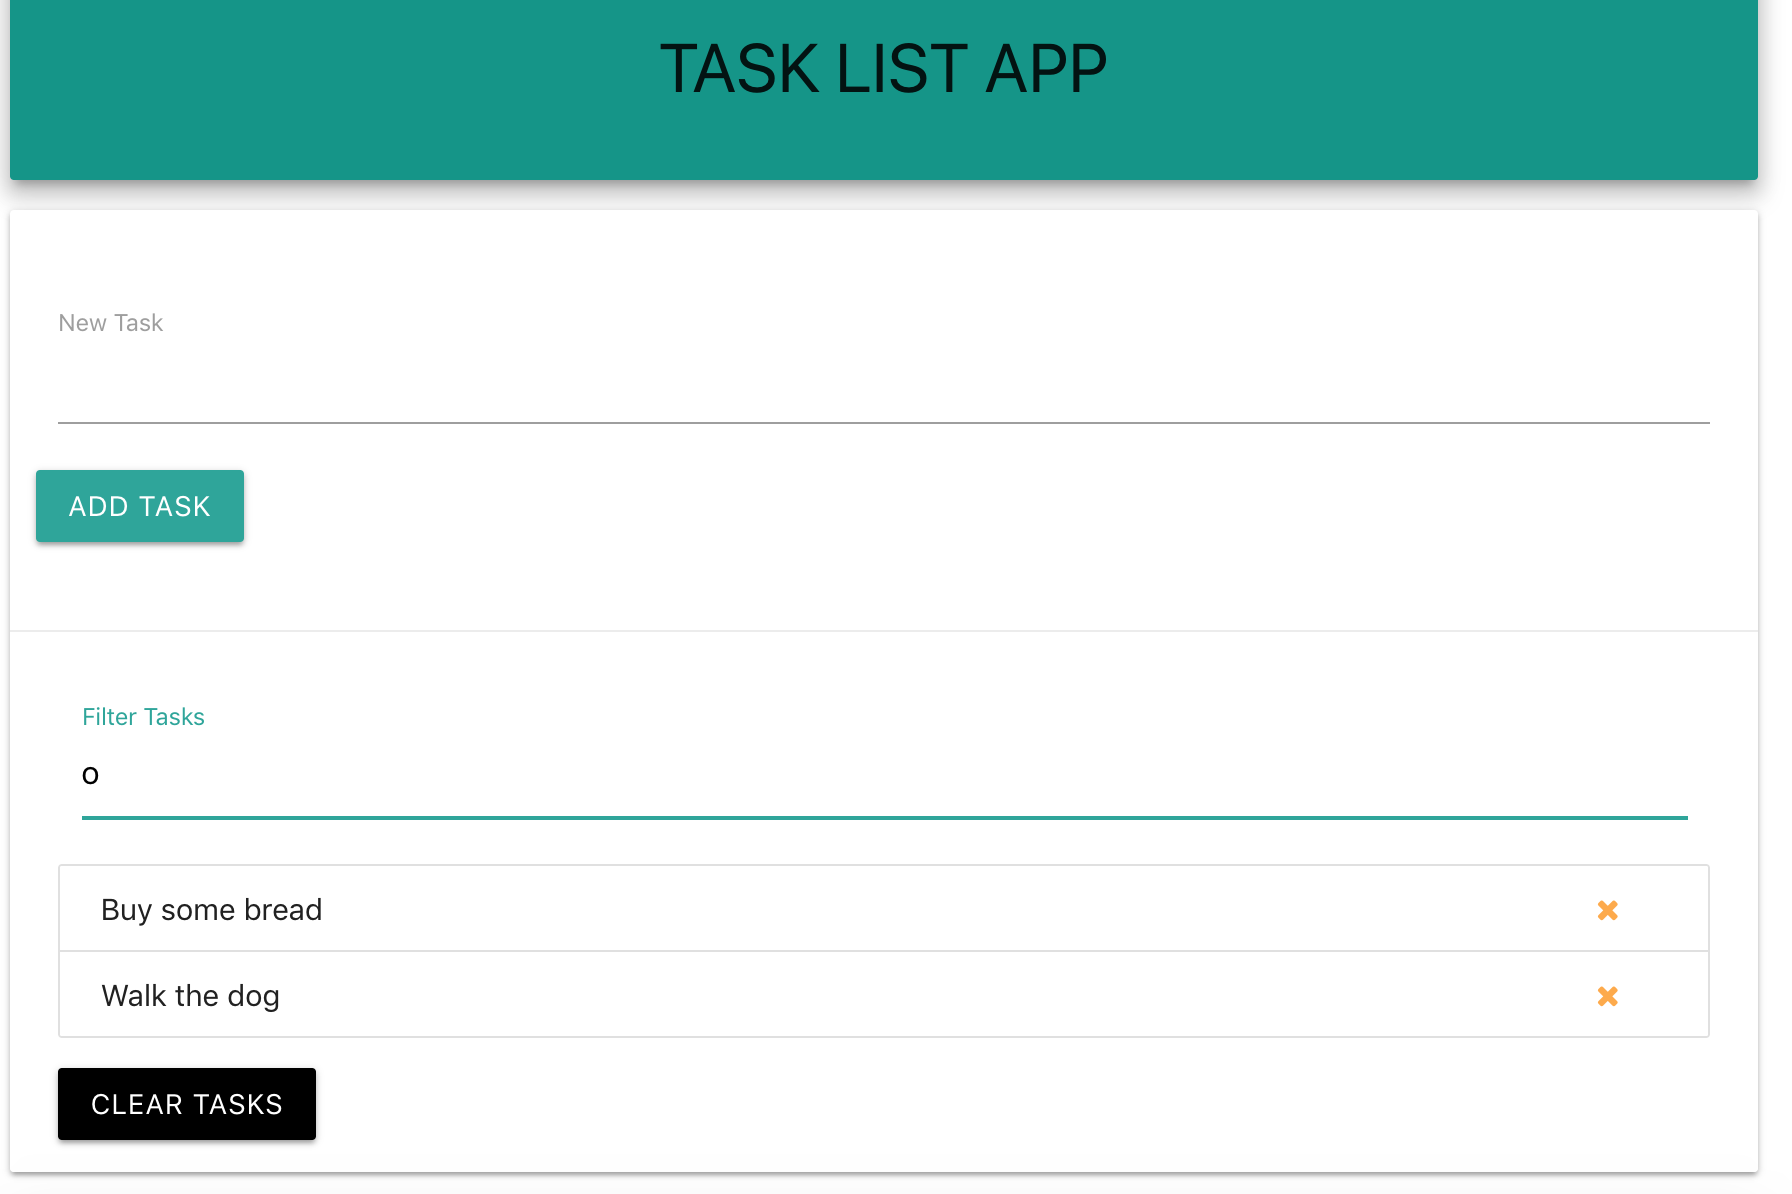 TASK LIST APP
New Task
ADD TASK
Filter Tasks
o
Buy some bread
Walk the dog
CLEAR TASKS